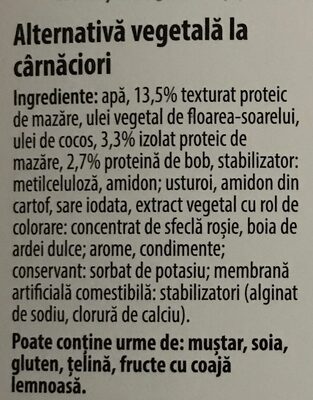 Alternativă vegetală la
cârnăciori
Ingrediente: apă, 13,5% texturat proteic
de mazăre, ulei vegetal de floarea-soarelui,
ulei de cocos, 3,3% izolat proteic de
mazăre, 2,7% proteină de bob, stabilizator:
metilceluloză, amidon; usturoi, amidon din
cartof, sare iodata, extract vegetal cu rol de
colorare: concentrat de sfeclă roșie, boia de
ardei dulce; arome, condimente;
conservant: sorbat de potasiu; membrană
artificială comestibilă: stabilizatori (alginat
de sodiu, clorură de calciu).
Poate conține urme de: muștar, soia,
gluten, țelină, fructe cu coajă
lemnoasă.